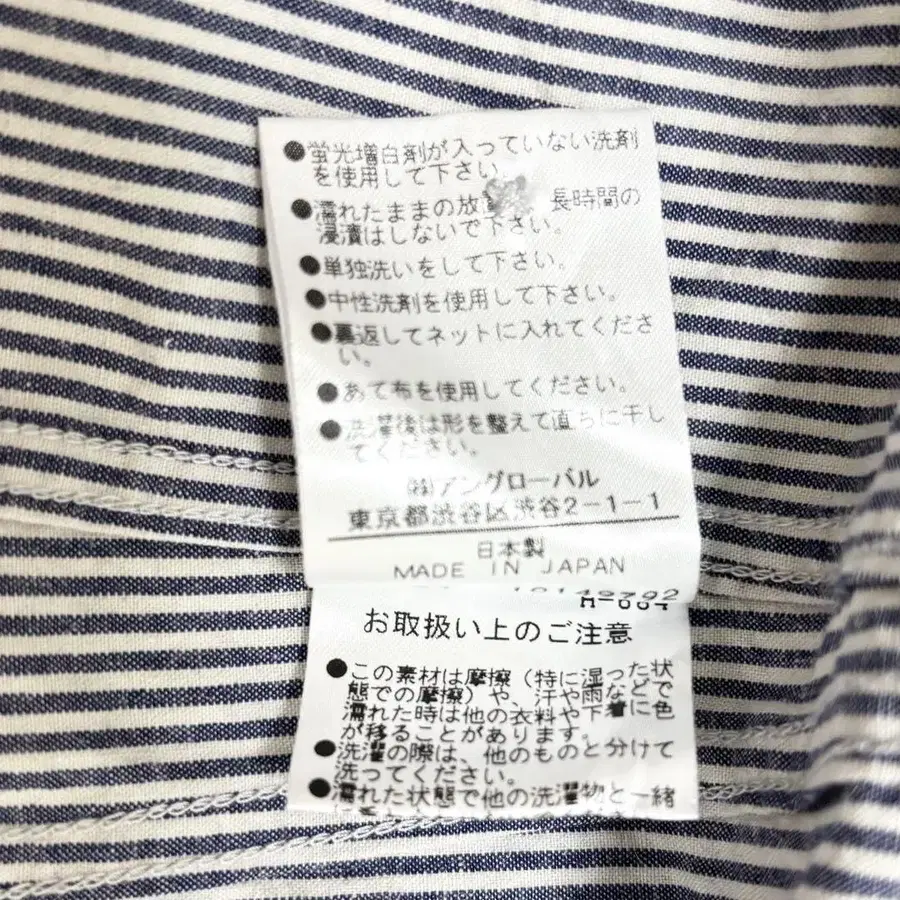 ●蛍光増白剤が入っていない洗剤
を使用して下さい。
●濡れたままの放 長時間の
浸漬はしないで下さい。
●単独洗いをして下さい。
●中性洗剤を使用して下さい。
●裏返してネットに入れてくださ
い。
●あて布を使用してください。
●洗濯後は形を整えて直ちに干し
てください。
㈱アングローバル
東京都渋谷区渋谷2-1-1
日本製
MADE IN JAPAN
お取扱い上のご注意
●この素材は摩擦(特に湿った状
態での摩擦)や、汗や雨などで
濡れた時は他の衣料や下着に色
が移ることがあります。
●洗濯の際は、他のものと分けて
洗ってください。
●濡れた状態で他の洗濯物と一緒